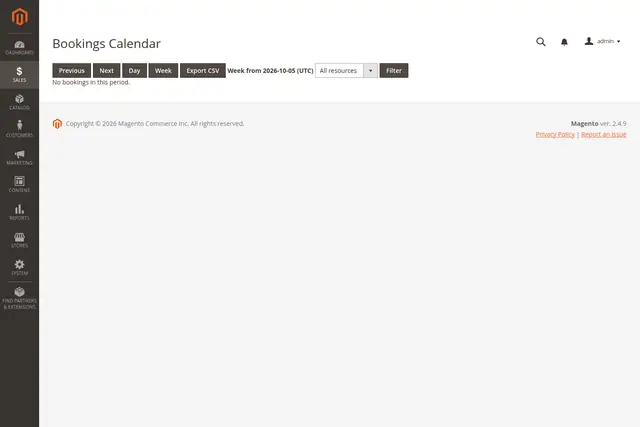 DASHBOARD
SALES
CATALOG
CUSTOMERS
MARKETING
CONTENT
REPORTS
STORES
SYSTEM
FIND PARTNERS
& EXTENSIONS
Bookings Calendar
admin
Previous Next Day Week Export CSV Week from 2026-10-05 (UTC) All resources Filter
No bookings in this period.
Copyright © 2026 Magento Commerce Inc. All rights reserved.
Magento ver. 2.4.9
Privacy Policy | Report an Issue